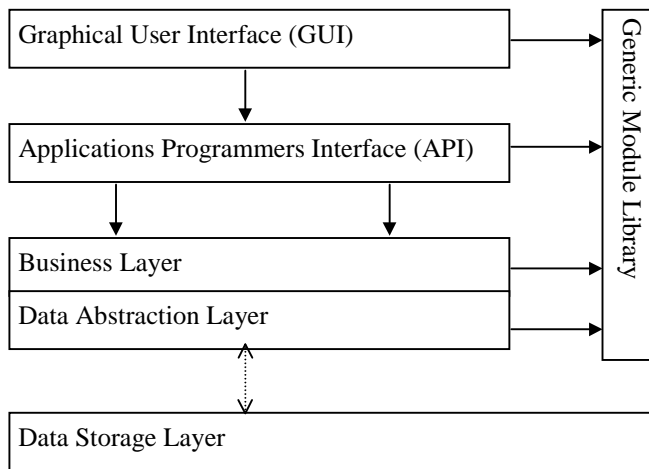 Graphical User Interface (GUI)
Generic Module Library
Applications Programmers Interface (API)
Business Layer
Data Abstraction Layer
Data Storage Layer